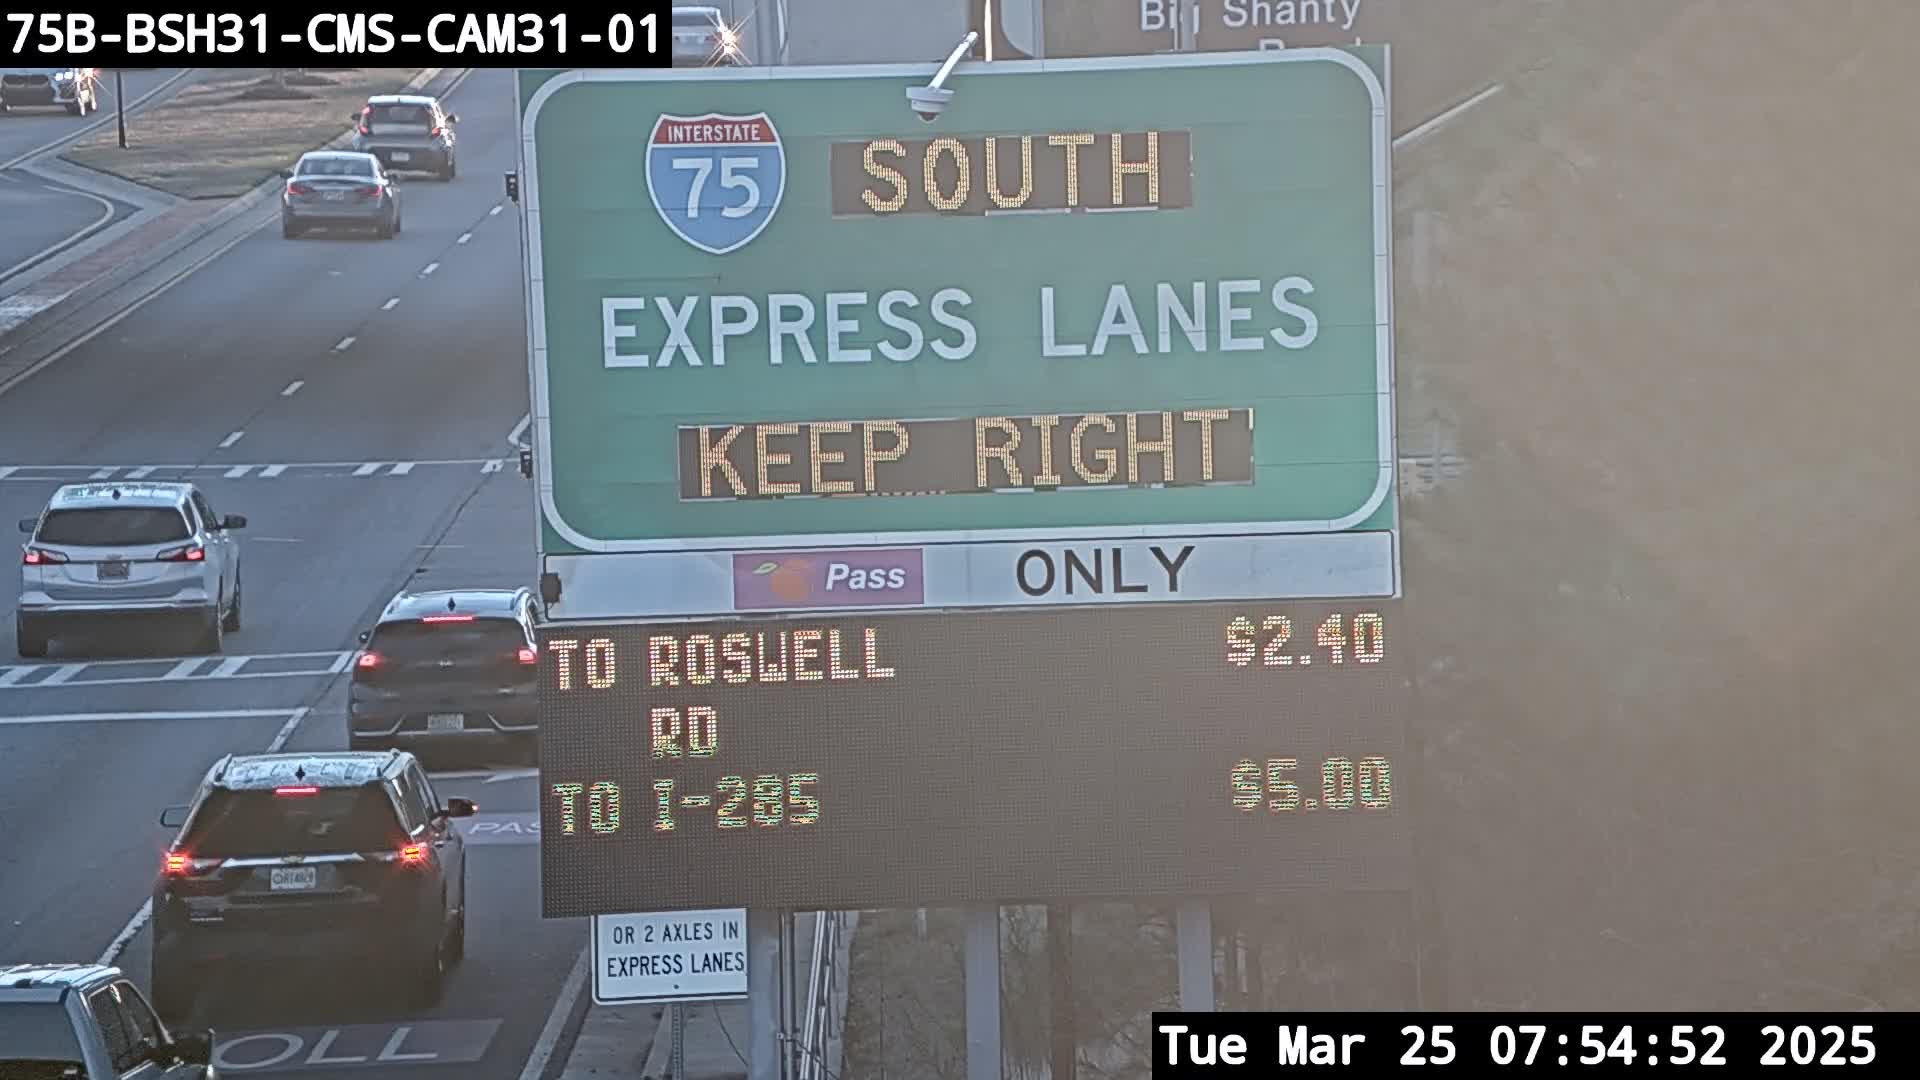 75B-BSH31-CMS-CAM31-01
Big Shanty
INTERSTATE
75
SOUTH
EXPRESS LANES
KEEP RIGHT
Pass ONLY
TO ROSWELL $2.40
RD
TO I-285 $5.00
OR 2 AXLES IN
EXPRESS LANES
TOLL
Tue Mar 25 07:54:52 2025